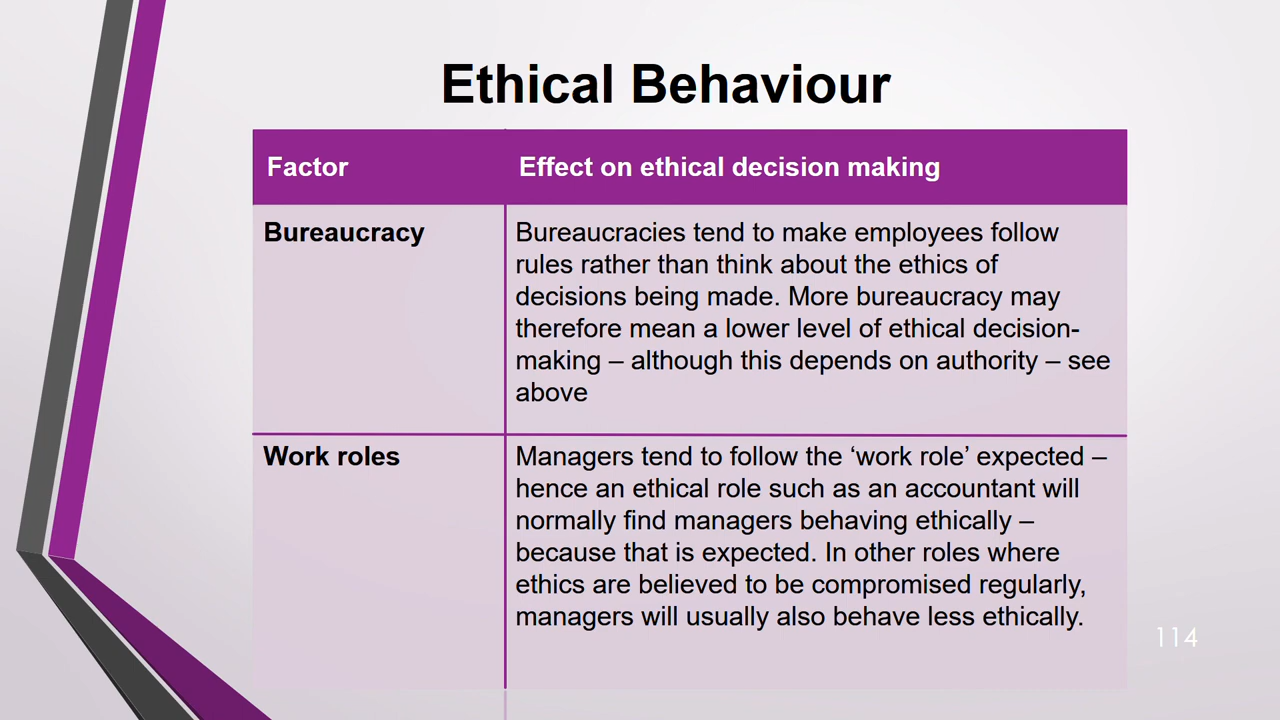 Ethical Behaviour
Factor
Effect on ethical decision making
Bureaucracy
Bureaucracies tend to make employees follow
rules rather than think about the ethics of
decisions being made. More bureaucracy may
therefore mean a lower level of ethical decision-
making – although this depends on authority – see
above
Work roles
Managers tend to follow the ‘work role’ expected –
hence an ethical role such as an accountant will
normally find managers behaving ethically –
because that is expected. In other roles where
ethics are believed to be compromised regularly,
managers will usually also behave less ethically.
114